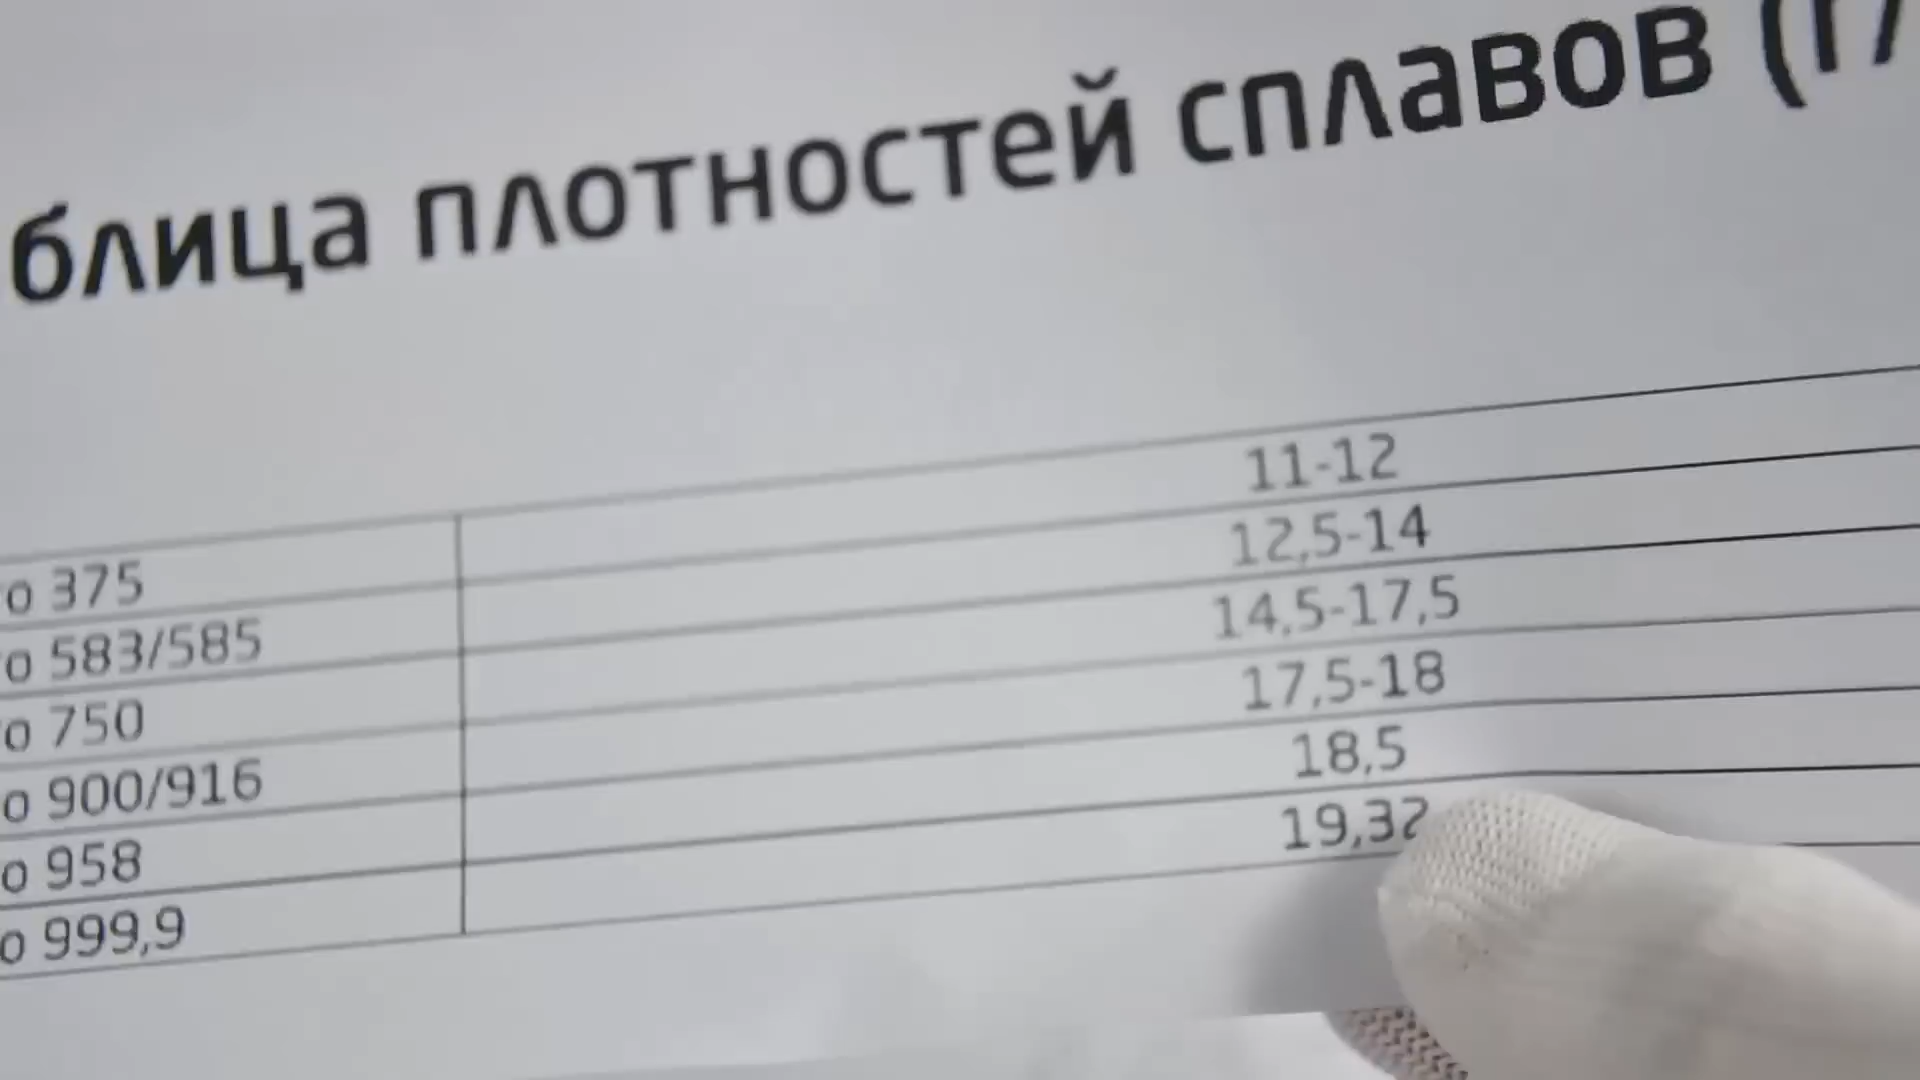 блица плотностей сплавов (г/
о 375 11-12
о 583/585 12,5-14
о 750 14,5-17,5
о 900/916 17,5-18
о 958 18,5
о 999,9 19,32